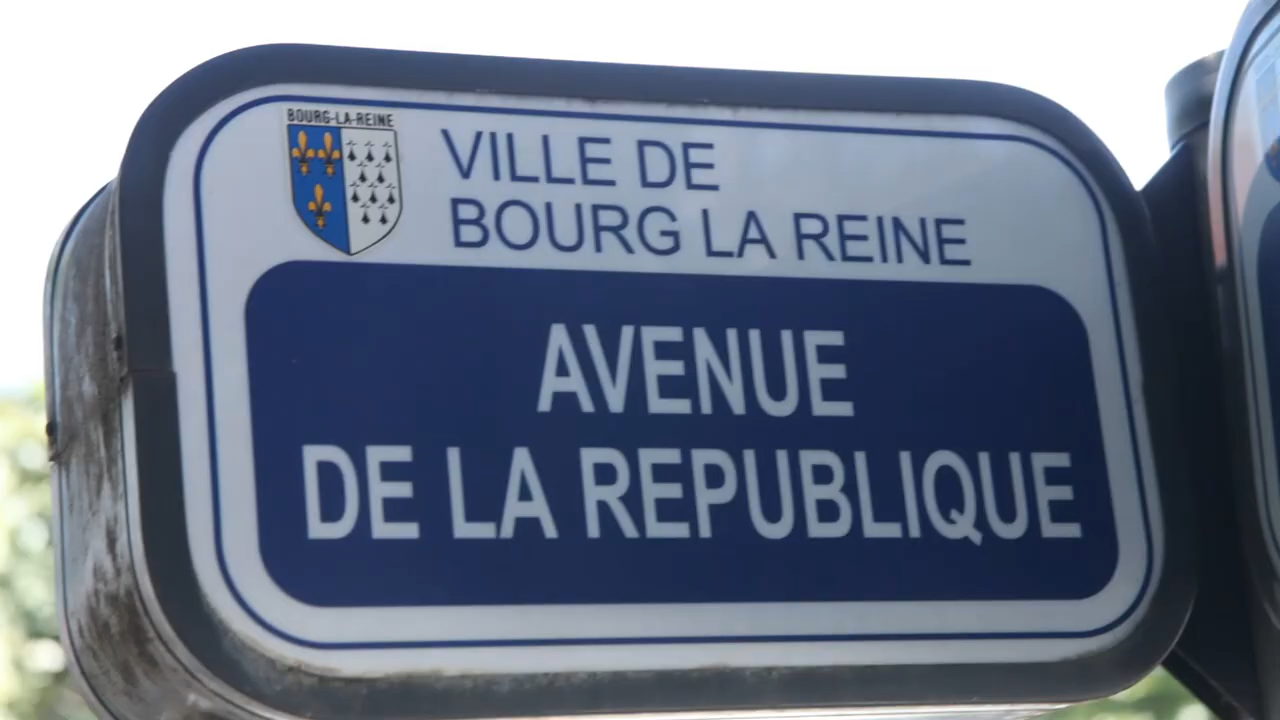 BOURG-LA-REINE
VILLE DE
BOURG LA REINE
AVENUE
DE LA REPUBLIQUE